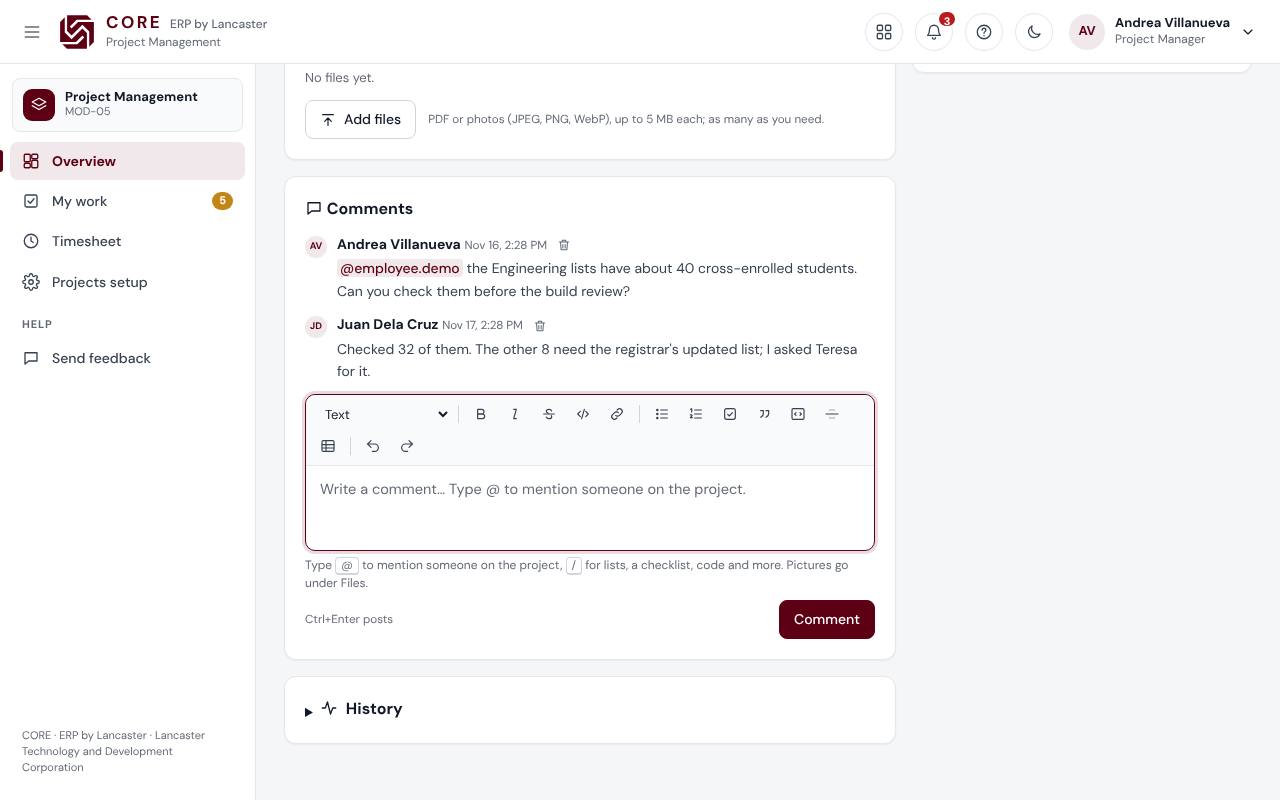 CORE ERP by Lancaster
Project Management
3
AV
Andrea Villanueva
Project Manager
Project Management
MOD-05
Overview
My work
5
Timesheet
Projects setup
HELP
Send feedback
CORE · ERP by Lancaster · Lancaster
Technology and Development
Corporation
No files yet.
Add files
PDF or photos (JPEG, PNG, WebP), up to 5 MB each; as many as you need.
Comments
AV
Andrea Villanueva Nov 16, 2:28 PM
@employee.demo the Engineering lists have about 40 cross-enrolled students.
Can you check them before the build review?
JD
Juan Dela Cruz Nov 17, 2:28 PM
Checked 32 of them. The other 8 need the registrar's updated list; I asked Teresa
for it.
Text
Write a comment... Type @ to mention someone on the project.
Type @ to mention someone on the project, / for lists, a checklist, code and more. Pictures go
under Files.
Ctrl+Enter posts
Comment
History